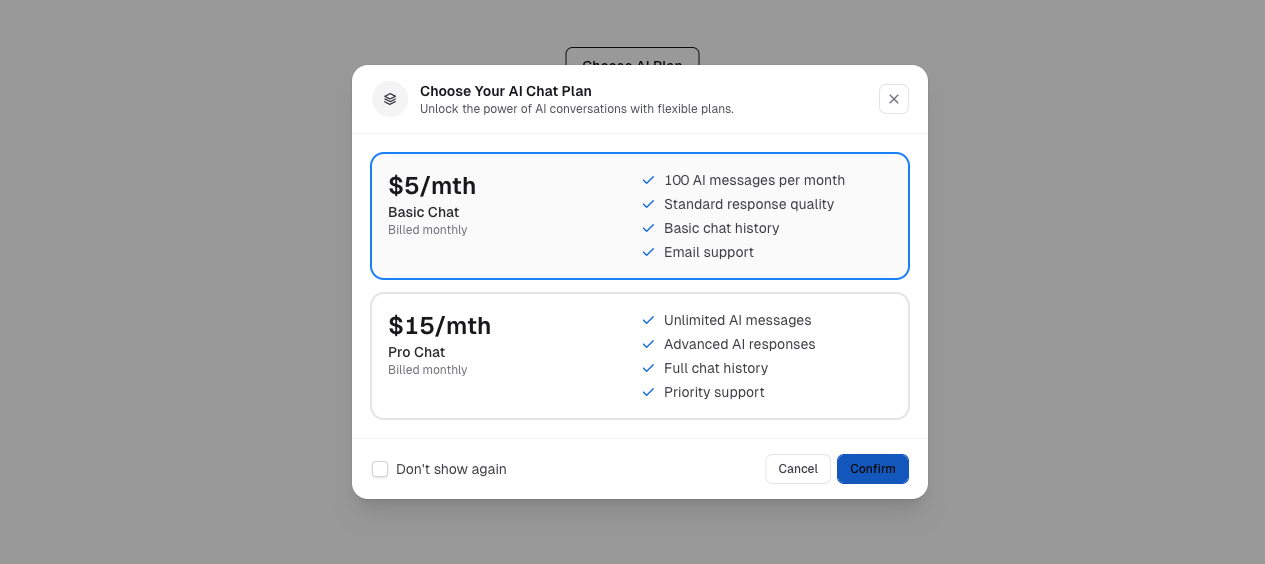 Choose AI Plan
Choose Your AI Chat Plan
Unlock the power of AI conversations with flexible plans.
$5/mth
Basic Chat
Billed monthly
100 AI messages per month
Standard response quality
Basic chat history
Email support
$15/mth
Pro Chat
Billed monthly
Unlimited AI messages
Advanced AI responses
Full chat history
Priority support
Don't show again
Cancel
Confirm